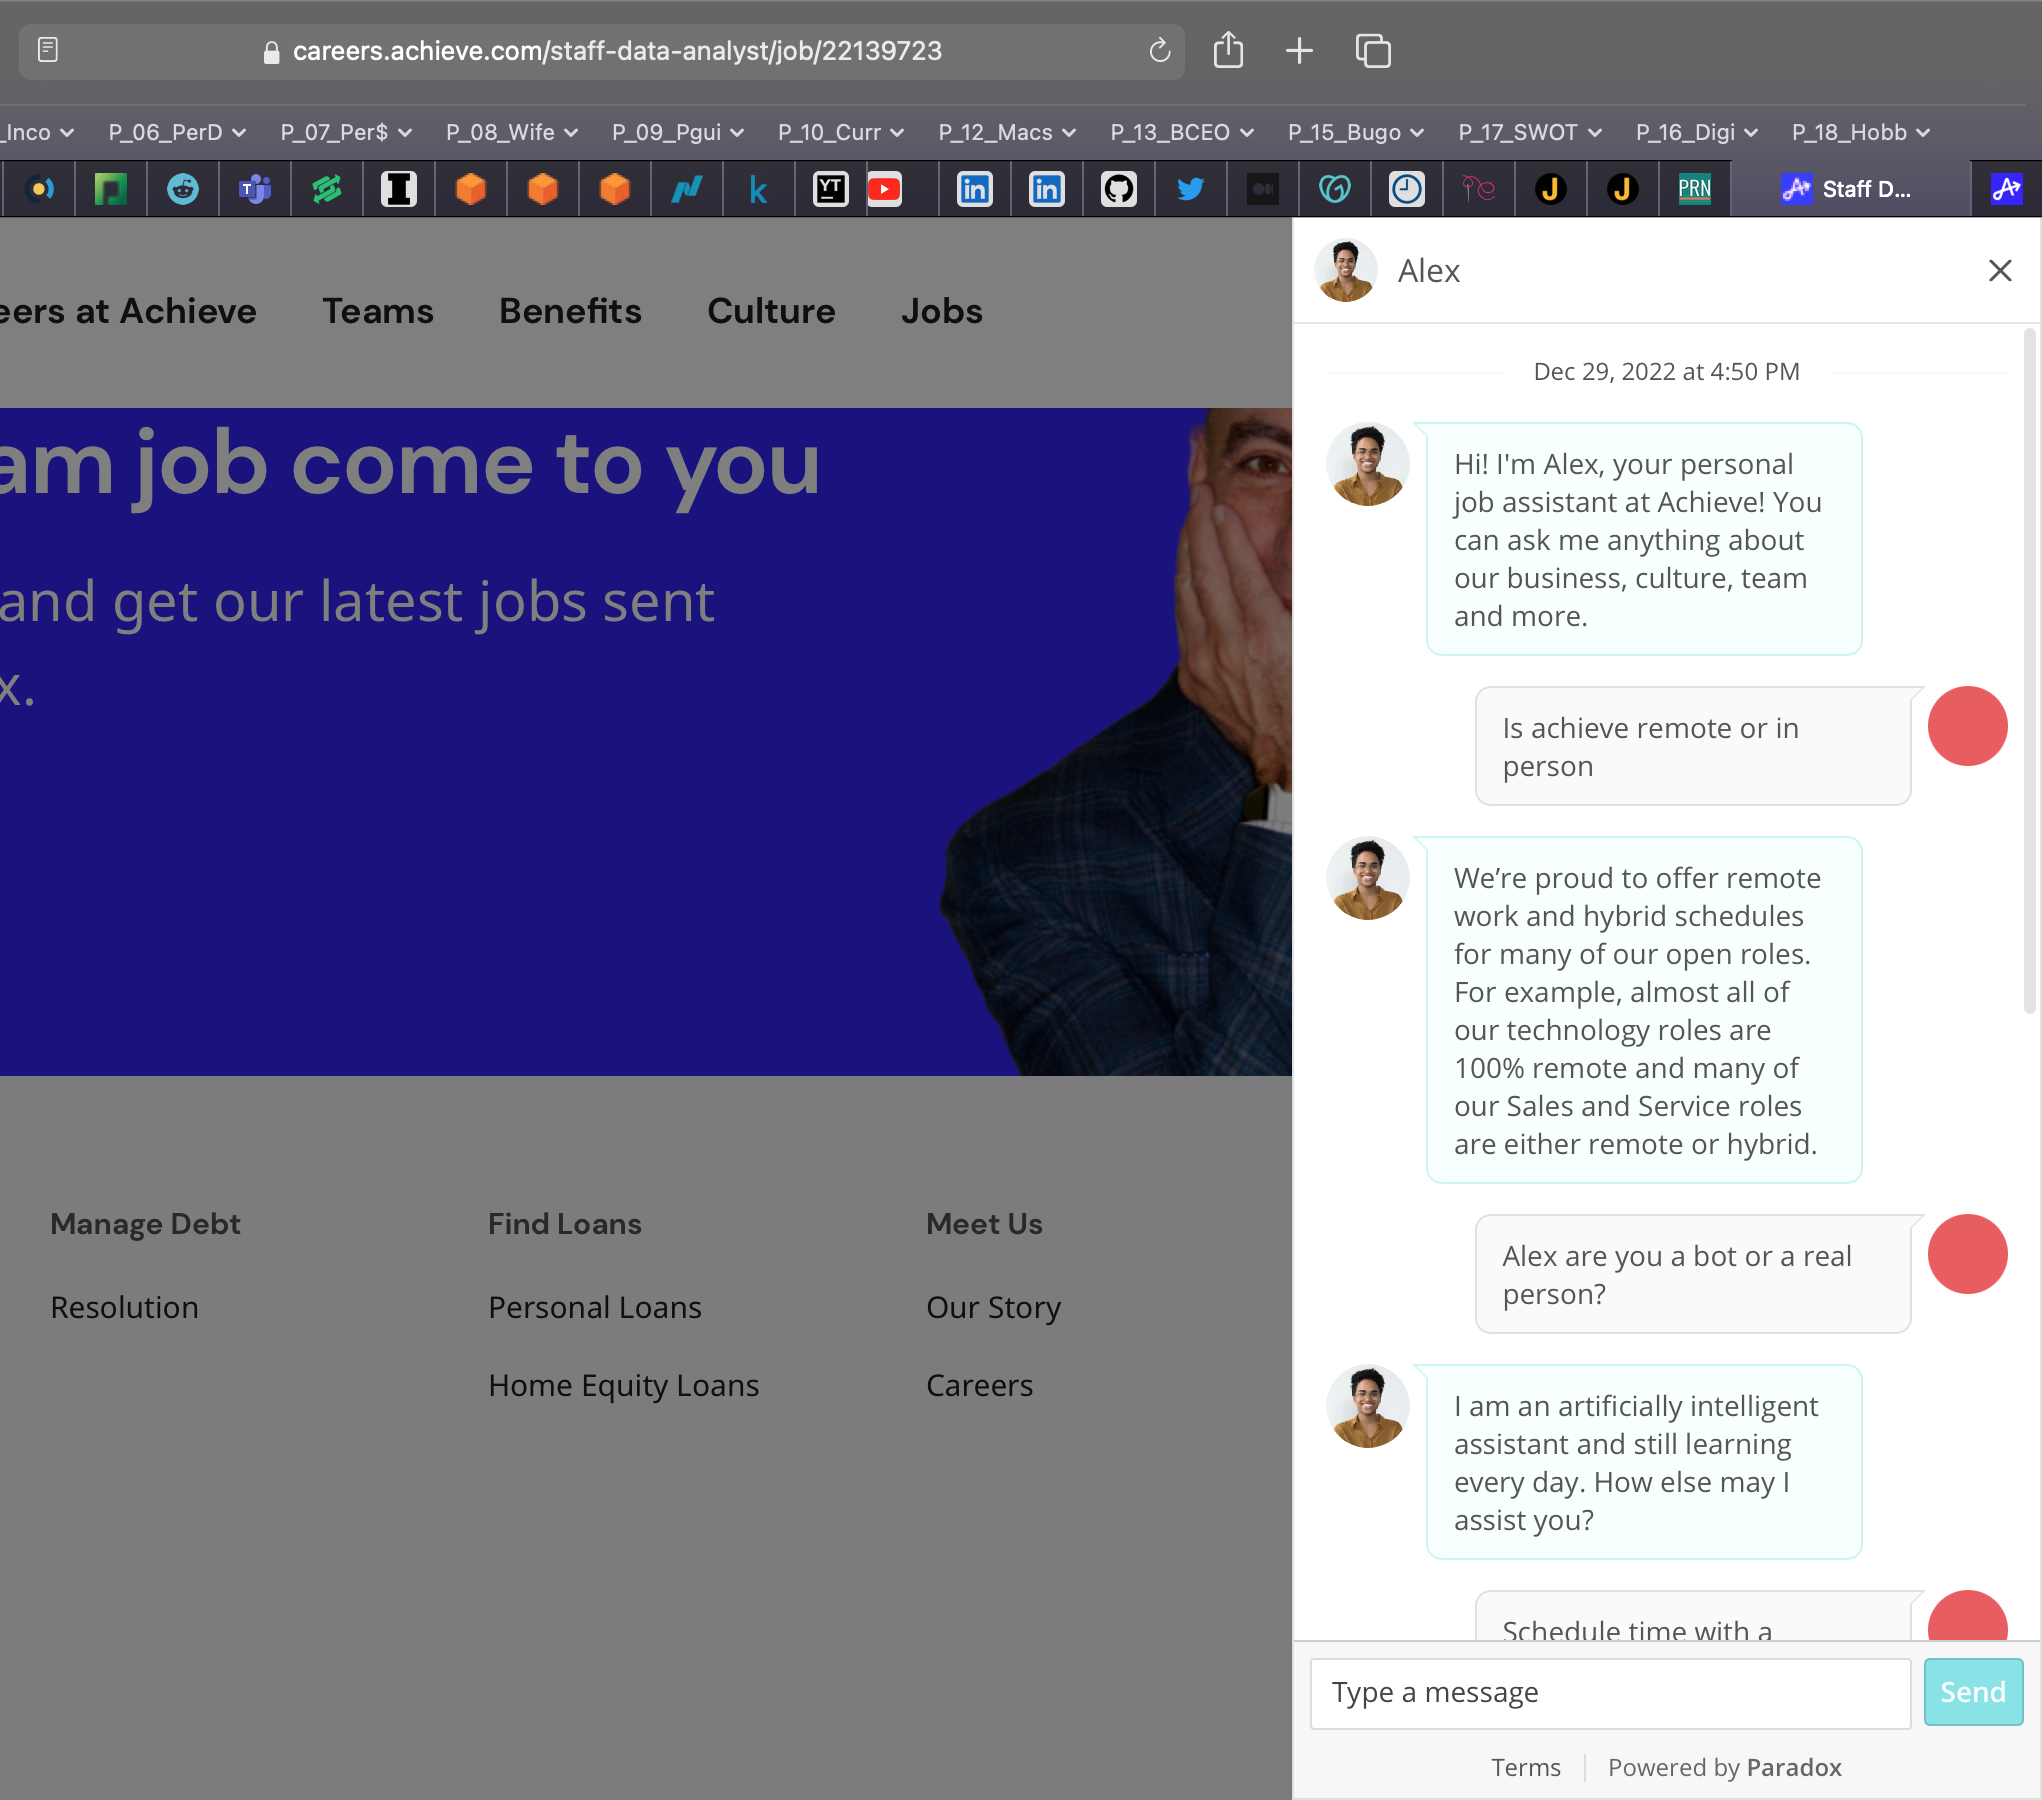 careers.achieve.com/staff-data-analyst/job/22139723
_Inco P_06_PerD P_07_Per$ P_08_Wife P_09_Pgui P_10_Curr P_12_Macs P_13_BCEO P_15_Bugo P_17_SWOT P_16_Digi P_18_Hobb
T I k YT in in J J PRN Staff D...
eers at Achieve Teams Benefits Culture Jobs
am job come to you
and get our latest jobs sent
x.
Manage Debt Find Loans Meet Us
Resolution Personal Loans Our Story
Home Equity Loans Careers
Alex
Dec 29, 2022 at 4:50 PM
Hi! I'm Alex, your personal
job assistant at Achieve! You
can ask me anything about
our business, culture, team
and more.
Is achieve remote or in
person
We’re proud to offer remote
work and hybrid schedules
for many of our open roles.
For example, almost all of
our technology roles are
100% remote and many of
our Sales and Service roles
are either remote or hybrid.
Alex are you a bot or a real
person?
I am an artificially intelligent
assistant and still learning
every day. How else may I
assist you?
Schedule time with a
Type a message
Send
Terms Powered by Paradox